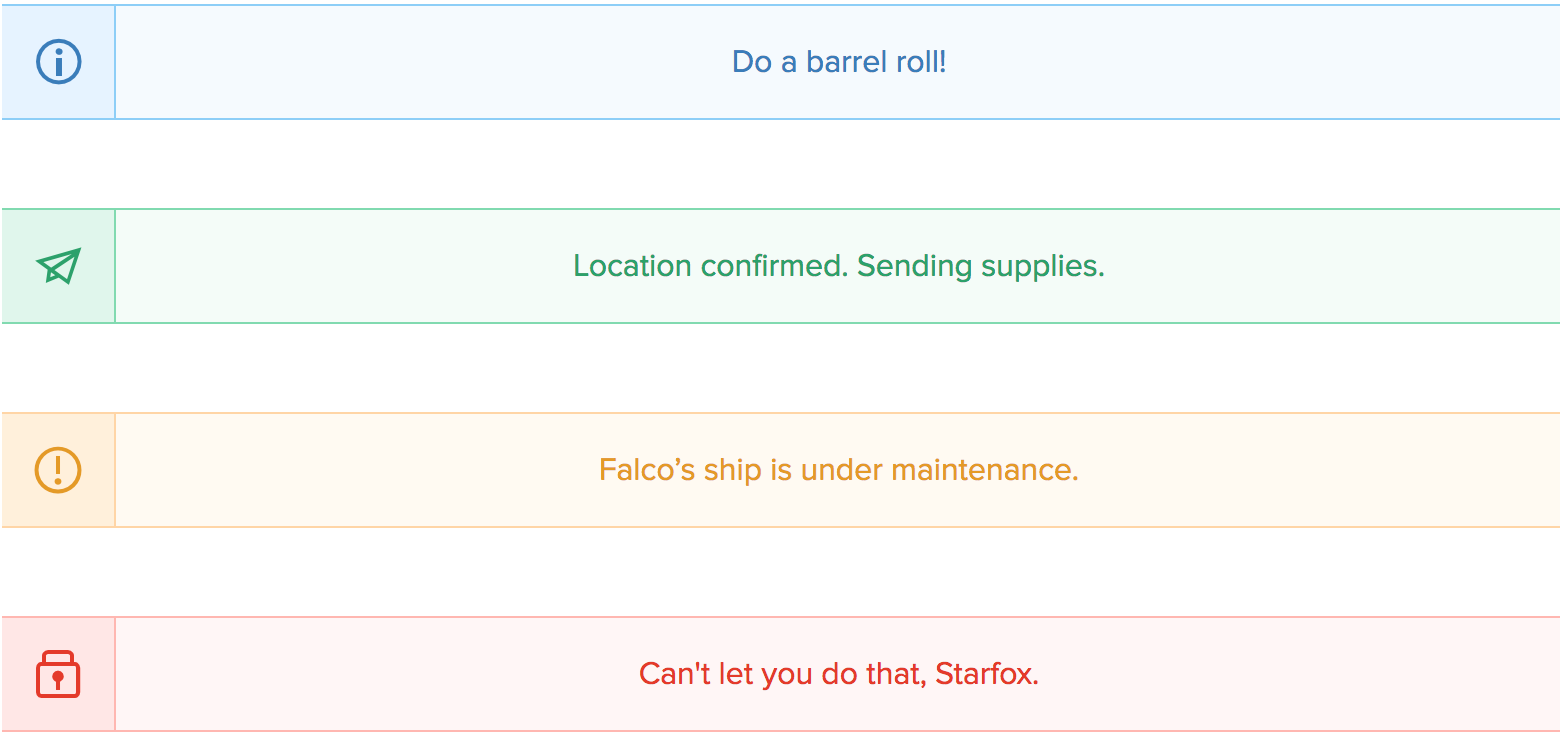 Do a barrel roll!
Location confirmed. Sending supplies.
Falco’s ship is under maintenance.
Can't let you do that, Starfox.